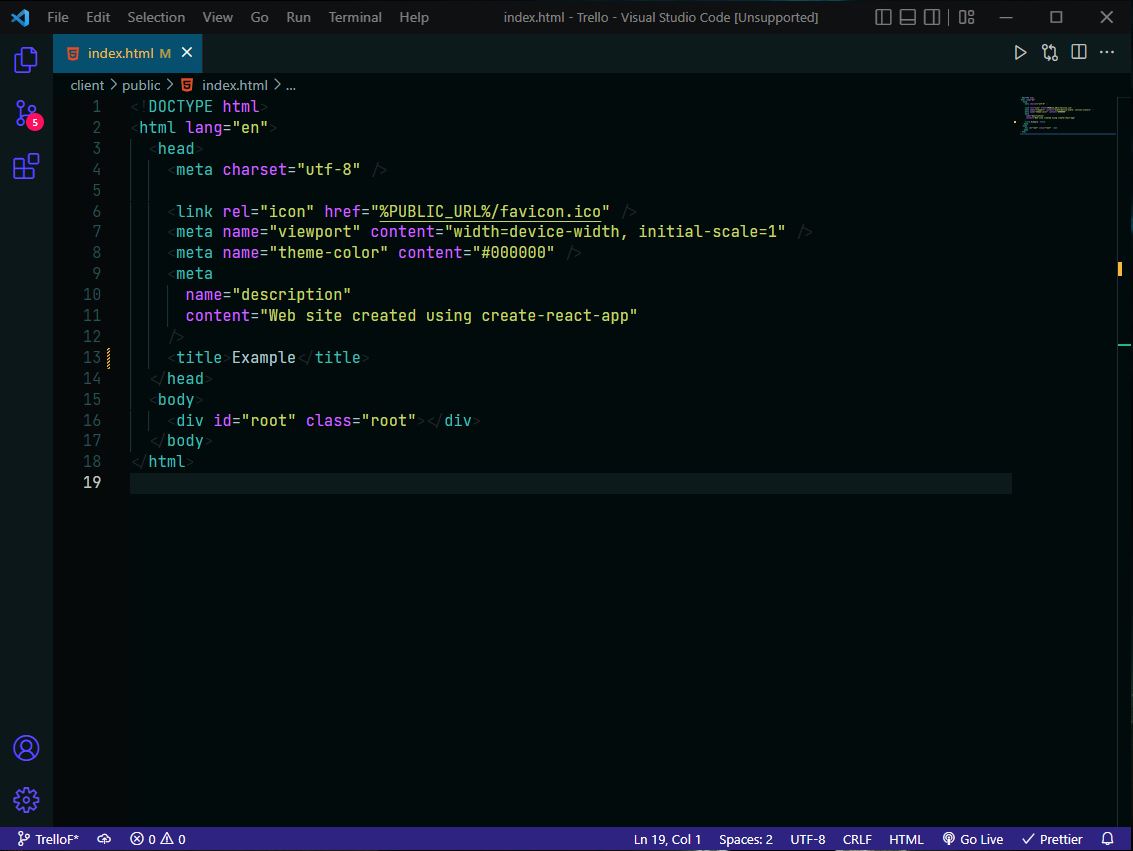 File Edit Selection View Go Run Terminal Help index.html - Trello - Visual Studio Code [Unsupported]
index.html M
client > public > index.html > ...
5
1 <!DOCTYPE html>
2 <html lang="en">
3 <head>
4 <meta charset="utf-8" />
5
6 <link rel="icon" href="%PUBLIC_URL%/favicon.ico" />
7 <meta name="viewport" content="width=device-width, initial-scale=1" />
8 <meta name="theme-color" content="#000000" />
9 <meta
10 name="description"
11 content="Web site created using create-react-app"
12 />
13 <title>Example</title>
14 </head>
15 <body>
16 <div id="root" class="root"></div>
17 </body>
18 </html>
19
TrelloF* 0 0 Ln 19, Col 1 Spaces: 2 UTF-8 CRLF HTML Go Live Prettier